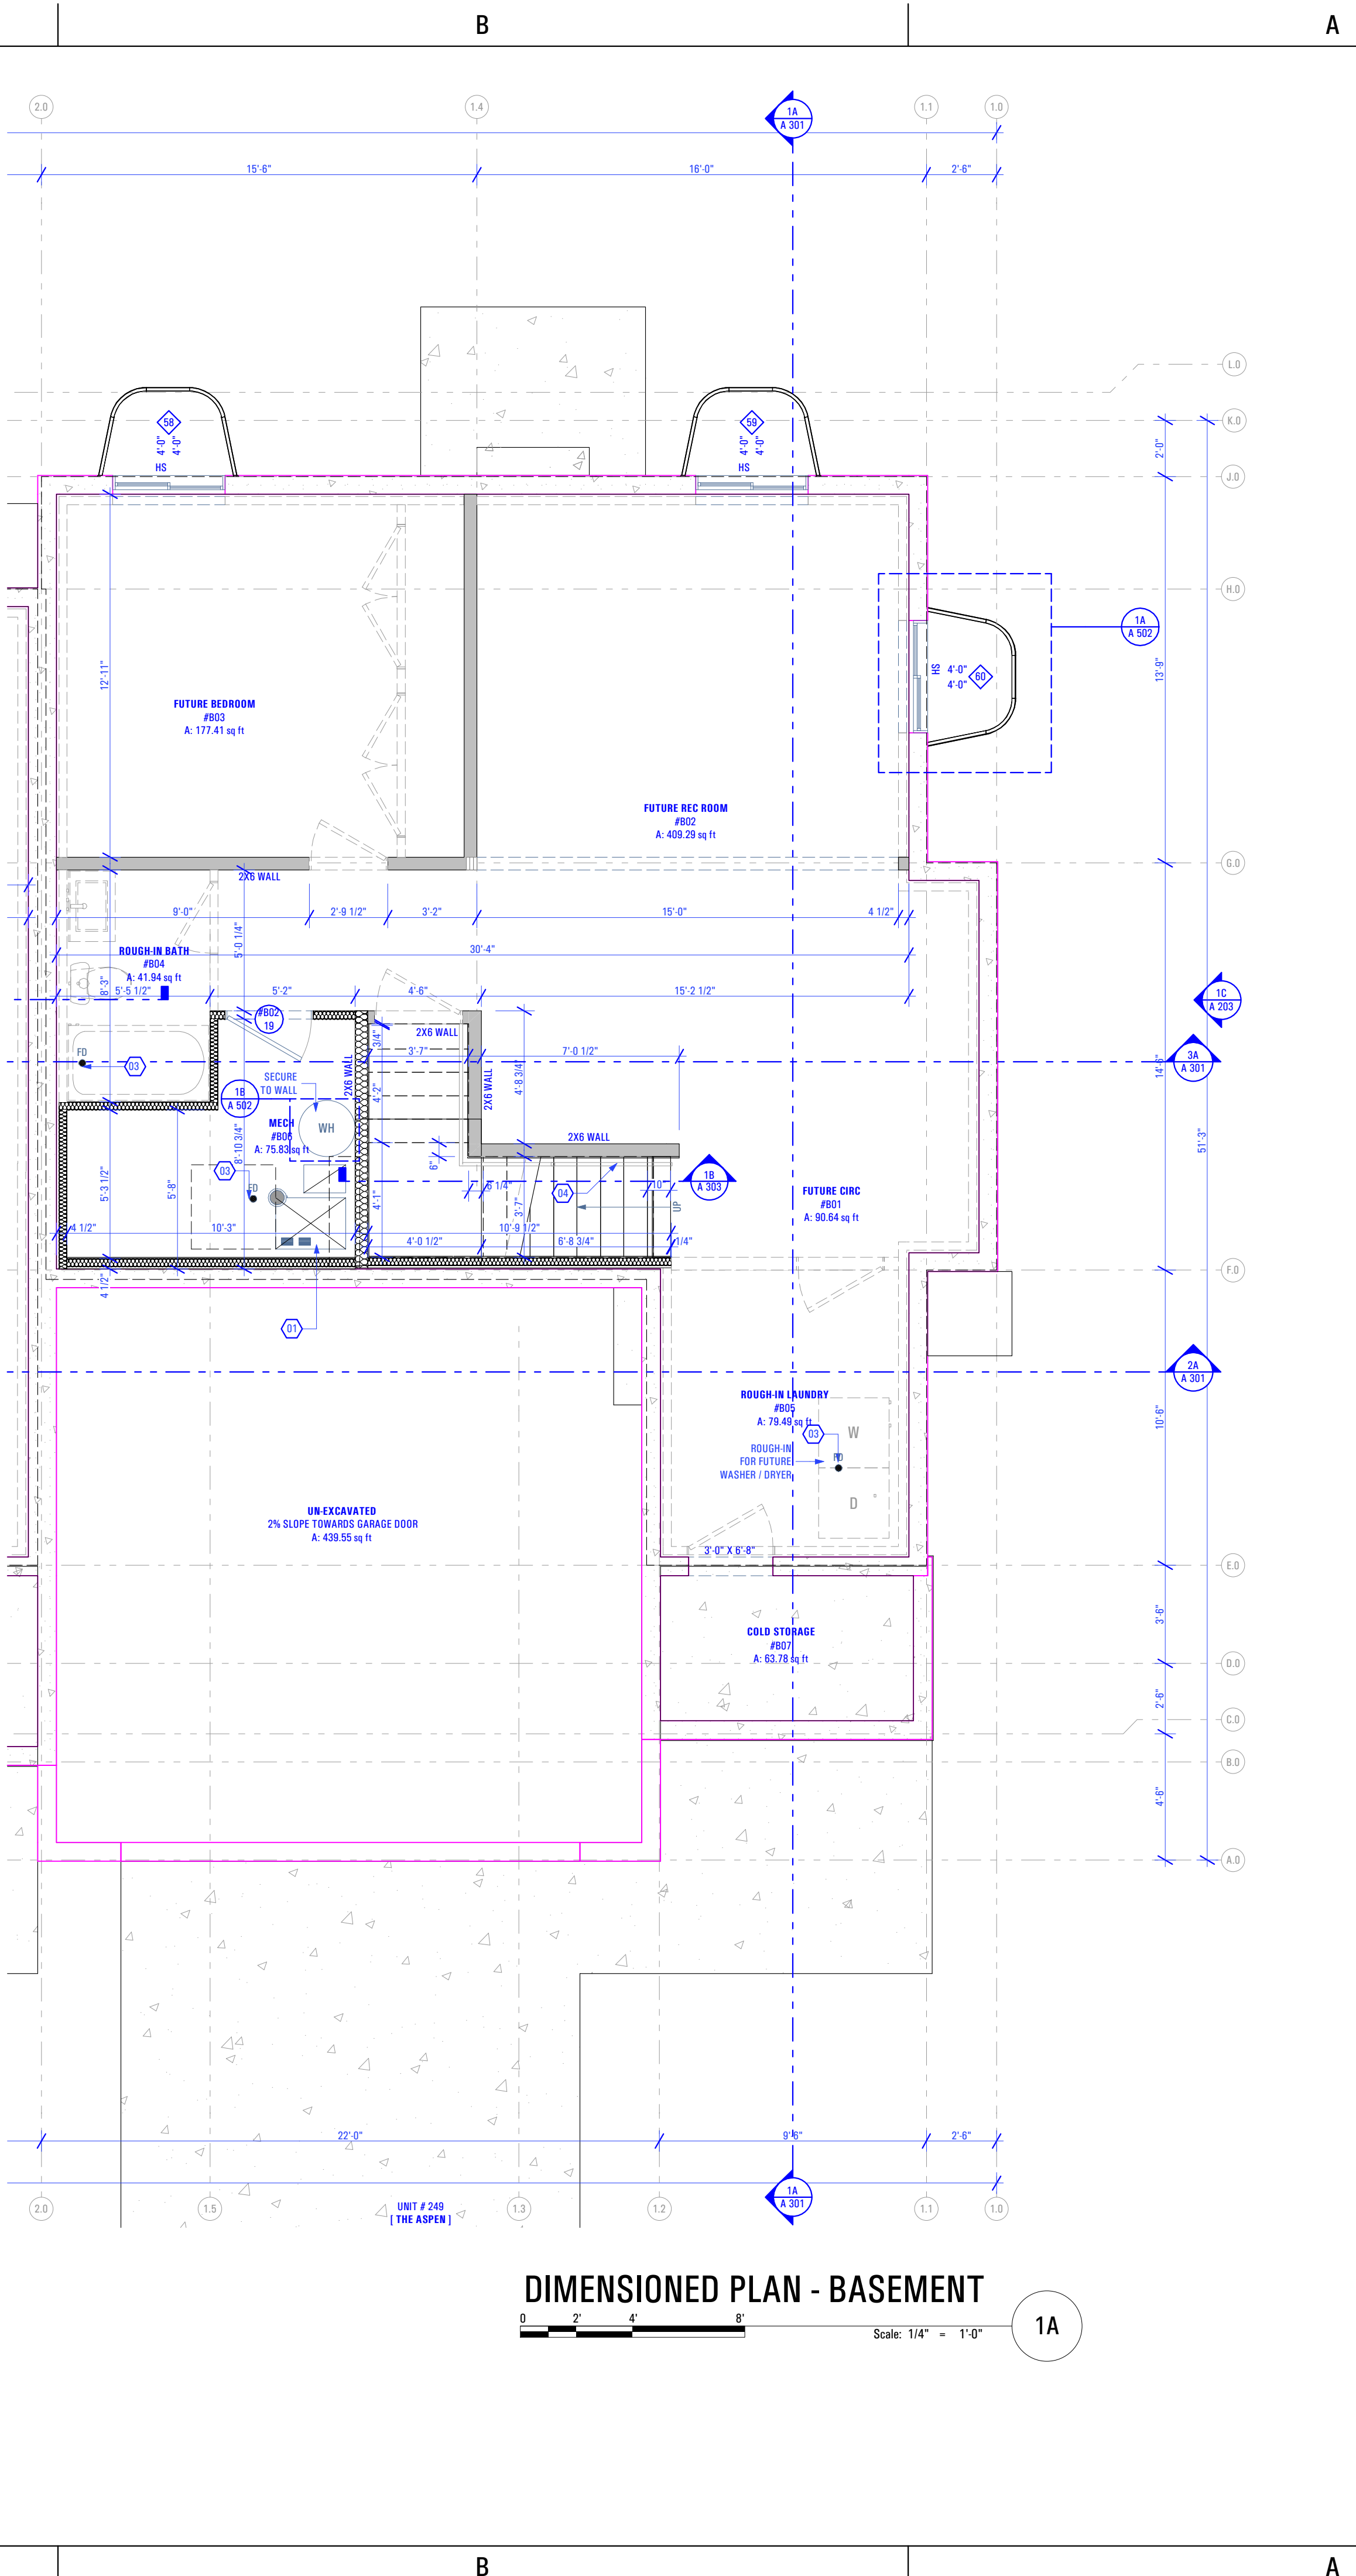 B
A
2.0
1.4
1A
A 301
1.1
1.0
15'-6"
16'-0"
2'-6"
L.0
K.0
58
4'-0"
4'-0"
HS
59
4'-0"
4'-0"
HS
2'-0"
J.0
H.0
1A
A 502
HS
4'-0"
4'-0"
60
13'-9"
12'-11"
FUTURE BEDROOM
#B03
A: 177.41 sq ft
FUTURE REC ROOM
#B02
A: 409.29 sq ft
G.0
2X6 WALL
9'-0"
2'-9 1/2"
3'-2"
15'-0"
4 1/2"
5'-0 1/4"
30'-4"
ROUGH-IN BATH
#B04
A: 41.94 sq ft
8'-3"
5'-5 1/2"
5'-2"
4'-6"
15'-2 1/2"
1C
A 203
#B02
19
2X6 WALL
3/4"
3'-7"
7'-0 1/2"
FD
03
3A
A 301
14'-6"
SECURE
TO WALL
2X6 WALL
4'-2"
2X6 WALL
4'-8 3/4"
1B
A 502
MECH
#B06
A: 75.83 sq ft
WH
2X6 WALL
51'-3"
8'-10 3/4"
03
FD
6"
04
10"
1B
A 303
FUTURE CIRC
#B01
A: 90.64 sq ft
5'-3 1/2"
5'-8"
4'-1"
3'-7"
UP
4 1/2"
10'-3"
10'-9 1/2"
4'-0 1/2"
6'-8 3/4"
1/4"
F.0
4 1/2"
01
2A
A 301
ROUGH-IN LAUNDRY
#B05
A: 79.49 sq ft
03
W
FD
D
10'-6"
ROUGH-IN
FOR FUTURE
WASHER / DRYER
UN-EXCAVATED
2% SLOPE TOWARDS GARAGE DOOR
A: 439.55 sq ft
3'-0" X 6'-8"
E.0
3'-6"
COLD STORAGE
#B07
A: 63.78 sq ft
D.0
2'-6"
C.0
B.0
4'-6"
A.0
22'-0"
9'-6"
2'-6"
2.0
1.5
UNIT # 249
[ THE ASPEN ]
1.3
1.2
1A
A 301
1.1
1.0
DIMENSIONED PLAN - BASEMENT
0
2'
4'
8'
Scale: 1/4" = 1'-0"
1A
B
A